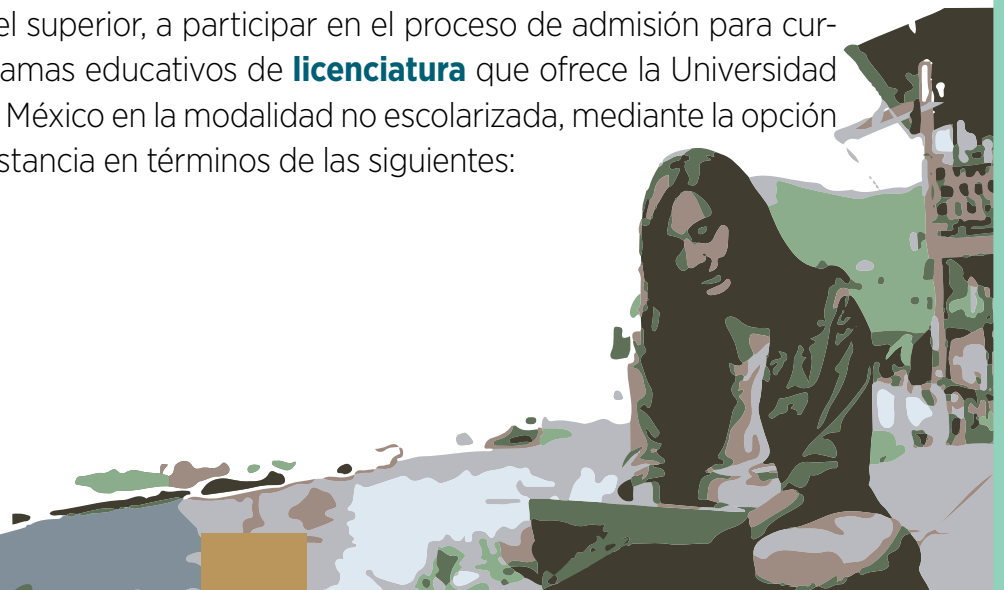 el superior, a participar en el proceso de admisión para cur-
amas educativos de licenciatura que ofrece la Universidad
México en la modalidad no escolarizada, mediante la opción
stancia en términos de las siguientes: